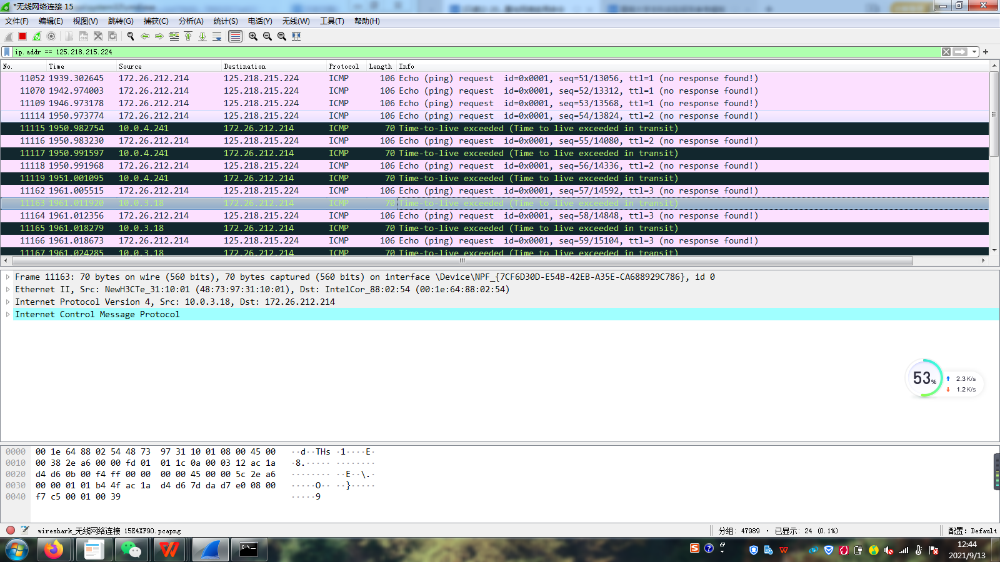 *无线网络连接 15
文件(F) 编辑(E) 视图(V) 跳转(G) 捕获(C) 分析(A) 统计(S) 电话(Y) 无线(W) 工具(T) 帮助(H)
ip.addr == 125.218.215.224
No. Time Source Destination Protocol Length Info
11052 1939.302645 172.26.212.214 125.218.215.224 ICMP 106 Echo (ping) request id=0x0001, seq=51/13056, ttl=1 (no response found!)
11070 1942.974003 172.26.212.214 125.218.215.224 ICMP 106 Echo (ping) request id=0x0001, seq=52/13312, ttl=1 (no response found!)
11109 1946.973178 172.26.212.214 125.218.215.224 ICMP 106 Echo (ping) request id=0x0001, seq=53/13568, ttl=1 (no response found!)
11114 1950.973774 172.26.212.214 125.218.215.224 ICMP 106 Echo (ping) request id=0x0001, seq=54/13824, ttl=2 (no response found!)
11115 1950.982754 10.0.4.241 172.26.212.214 ICMP 70 Time-to-live exceeded (Time to live exceeded in transit)
11116 1950.983230 172.26.212.214 125.218.215.224 ICMP 106 Echo (ping) request id=0x0001, seq=55/14080, ttl=2 (no response found!)
11117 1950.991597 10.0.4.241 172.26.212.214 ICMP 70 Time-to-live exceeded (Time to live exceeded in transit)
11118 1950.991968 172.26.212.214 125.218.215.224 ICMP 106 Echo (ping) request id=0x0001, seq=56/14336, ttl=2 (no response found!)
11119 1951.001095 10.0.4.241 172.26.212.214 ICMP 70 Time-to-live exceeded (Time to live exceeded in transit)
11162 1961.005515 172.26.212.214 125.218.215.224 ICMP 106 Echo (ping) request id=0x0001, seq=57/14592, ttl=3 (no response found!)
11163 1961.011920 10.0.3.18 172.26.212.214 ICMP 70 Time-to-live exceeded (Time to live exceeded in transit)
11164 1961.012356 172.26.212.214 125.218.215.224 ICMP 106 Echo (ping) request id=0x0001, seq=58/14848, ttl=3 (no response found!)
11165 1961.018279 10.0.3.18 172.26.212.214 ICMP 70 Time-to-live exceeded (Time to live exceeded in transit)
11166 1961.018673 172.26.212.214 125.218.215.224 ICMP 106 Echo (ping) request id=0x0001, seq=59/15104, ttl=3 (no response found!)
11167 1961.024285 10.0.3.18 172.26.212.214 ICMP 70 Time-to-live exceeded (Time to live exceeded in transit)
Frame 11163: 70 bytes on wire (560 bits), 70 bytes captured (560 bits) on interface \Device\NPF_{7CF6D30D-E54B-42EB-A35E-CA688929C786}, id 0
Ethernet II, Src: NewH3CTe_31:10:01 (48:73:97:31:10:01), Dst: IntelCor_88:02:54 (00:1e:64:88:02:54)
Internet Protocol Version 4, Src: 10.0.3.18, Dst: 172.26.212.214
Internet Control Message Protocol
53% 2.3K/s
1.2K/s
0000 00 1e 64 88 02 54 48 73 97 31 10 01 08 00 45 00 ··d··THs ·1····E·
0010 00 38 2e a6 00 00 fd 01 01 1c 0a 00 03 12 ac 1a ·8.····· ········
0020 d4 d6 0b 00 f4 ff 00 00 00 00 45 00 00 5c 2e a6 ········ ··E··\.·
0030 00 00 01 01 b4 4f ac 1a d4 d6 7d da d7 e0 08 00 ·····O·· ··}·····
0040 f7 c5 00 01 00 39 ·····9
wireshark_无线网络连接 15E4XF90.pcapng 分组: 47989 · 已显示: 24 (0.1%) 配置: Default
12:44
2021/9/13